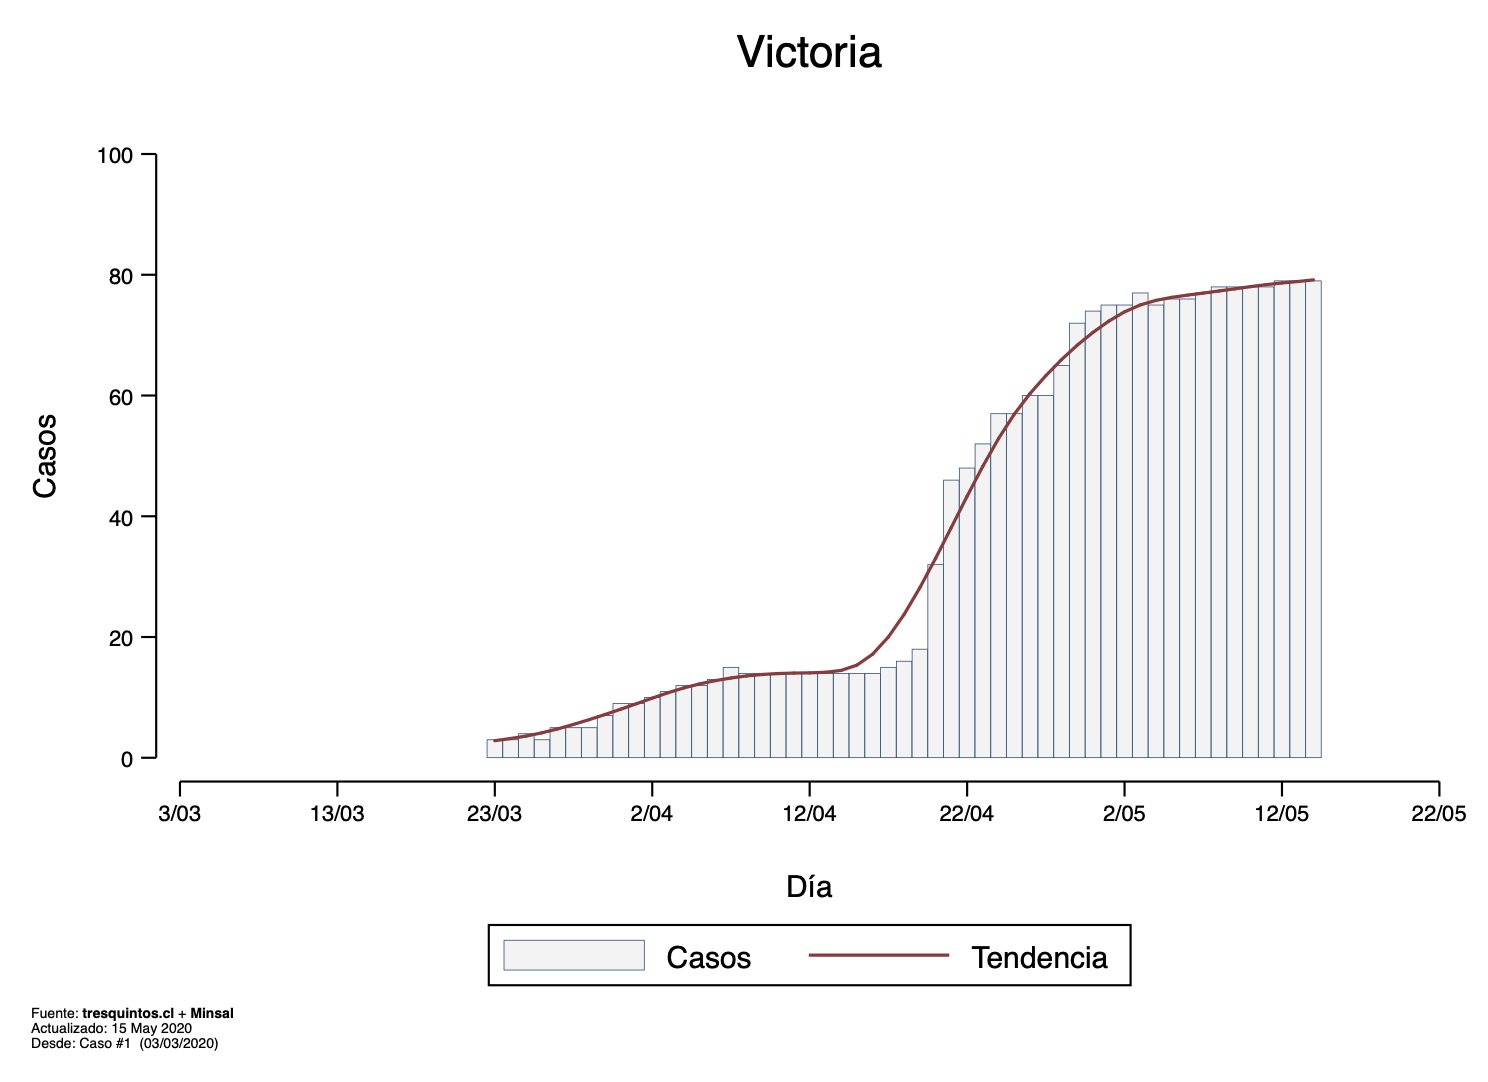 Victoria
100
80
60
40
20
0
Casos
3/03 13/03 23/03 2/04 12/04 22/04 2/05 12/05 22/05
Día
Casos Tendencia
Fuente: tresquintos.cl + Minsal
Actualizado: 15 May 2020
Desde: Caso #1 (03/03/2020)